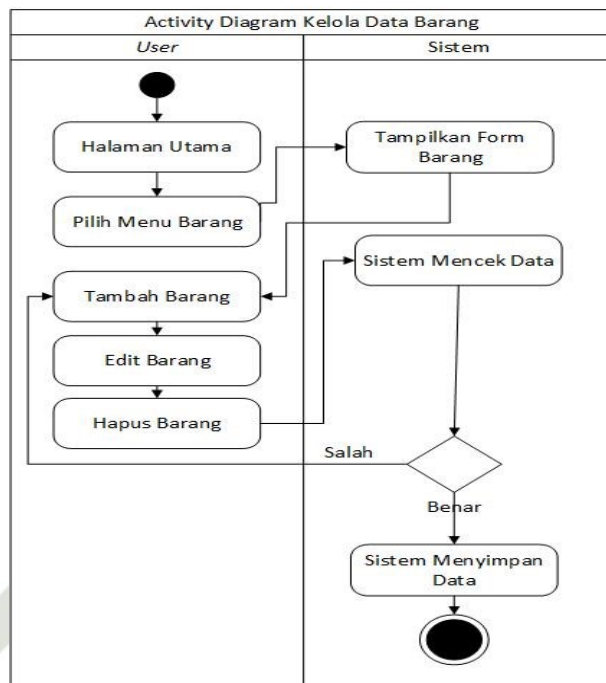 Activity Diagram Kelola Data Barang
User
Sistem
Halaman Utama
Tampilkan Form
Barang
Pilih Menu Barang
Sistem Mencek Data
Tambah Barang
Edit Barang
Hapus Barang
Salah
Benar
Sistem Menyimpan
Data